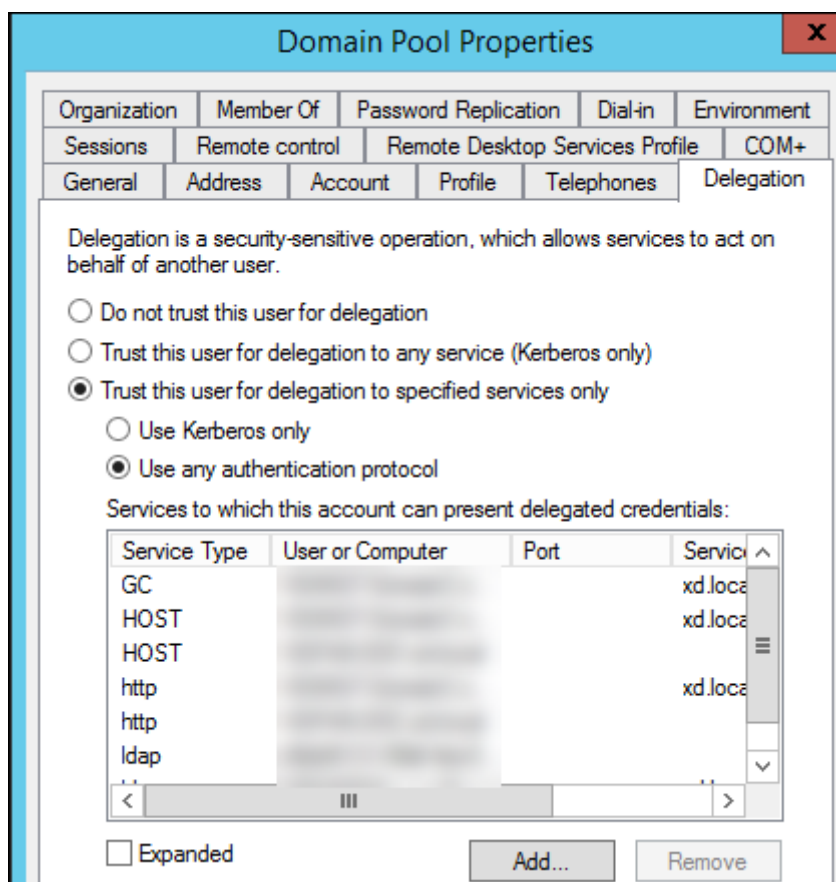 Domain Pool Properties
x
Organization Member Of Password Replication Dial-in Environment
Sessions Remote control Remote Desktop Services Profile COM+
General Address Account Profile Telephones Delegation
Delegation is a security-sensitive operation, which allows services to act on
behalf of another user.
Do not trust this user for delegation
Trust this user for delegation to any service (Kerberos only)
Trust this user for delegation to specified services only
Use Kerberos only
Use any authentication protocol
Services to which this account can present delegated credentials:
Service Type User or Computer Port Servic
GC xd.loca
HOST xd.loca
HOST
http xd.loca
http
ldap
Expanded Add... Remove